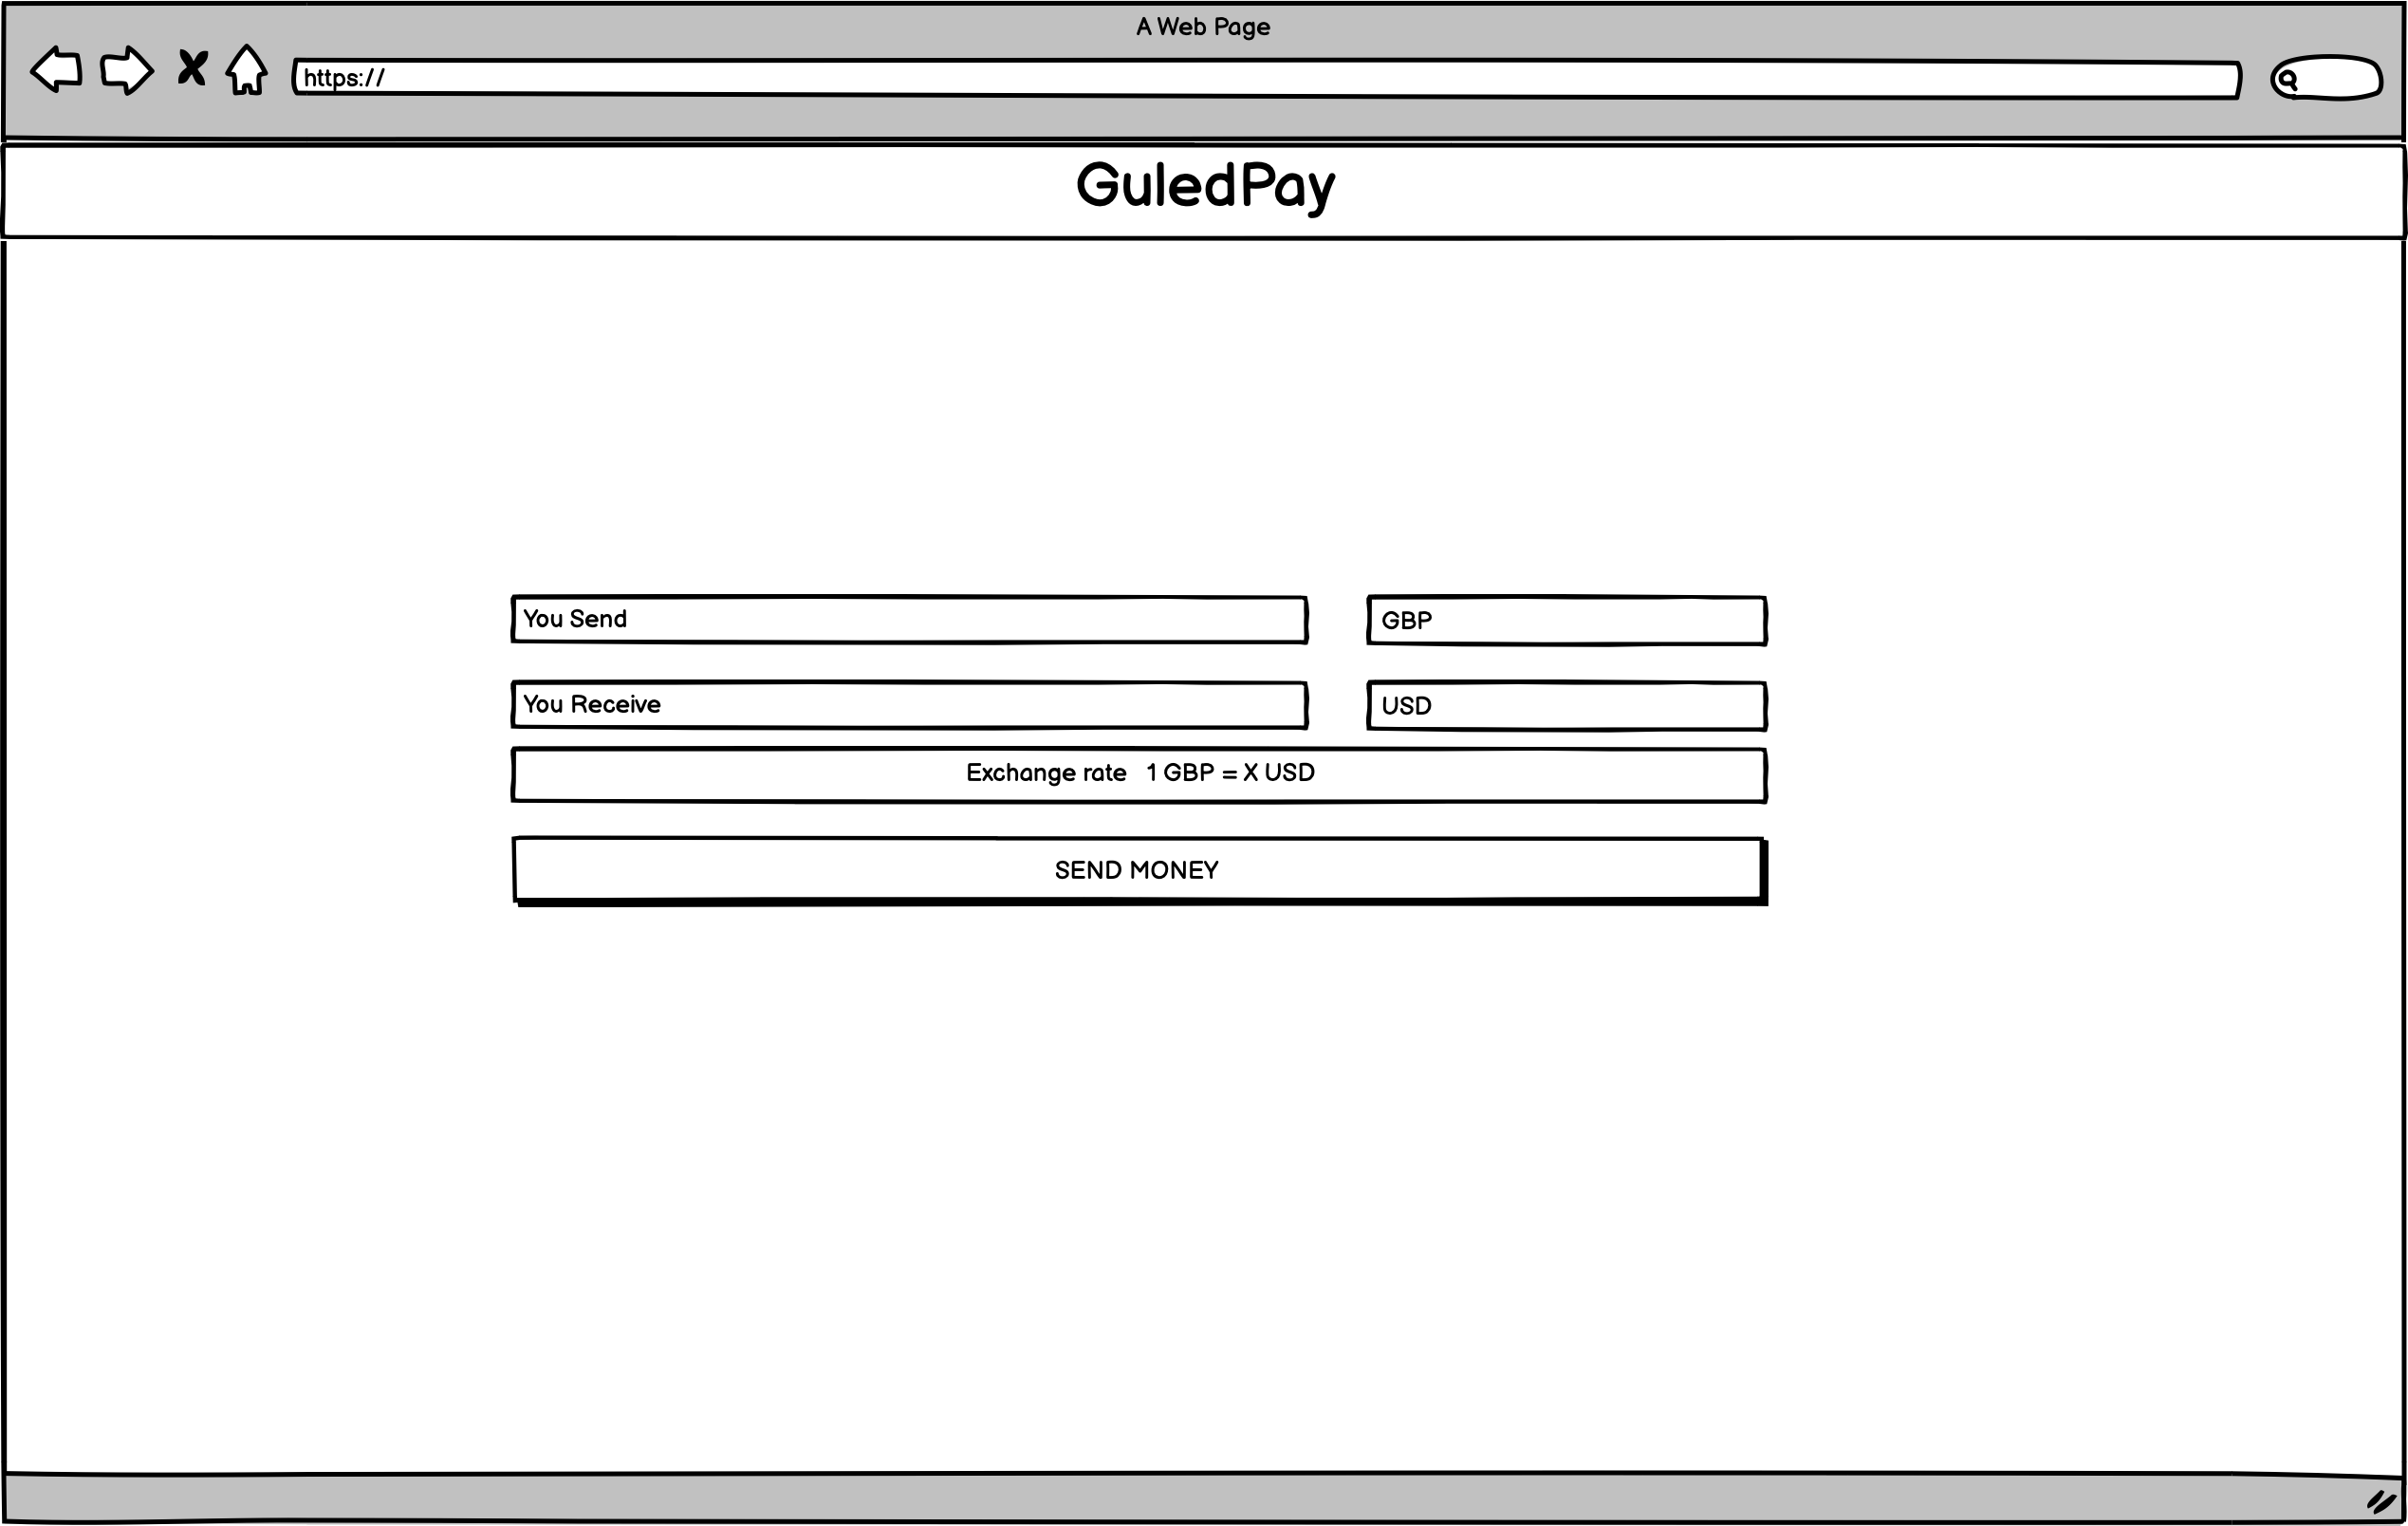 A Web Page
https://
GuledPay
You Send
GBP
You Receive
USD
Exchange rate 1 GBP = X USD
SEND MONEY